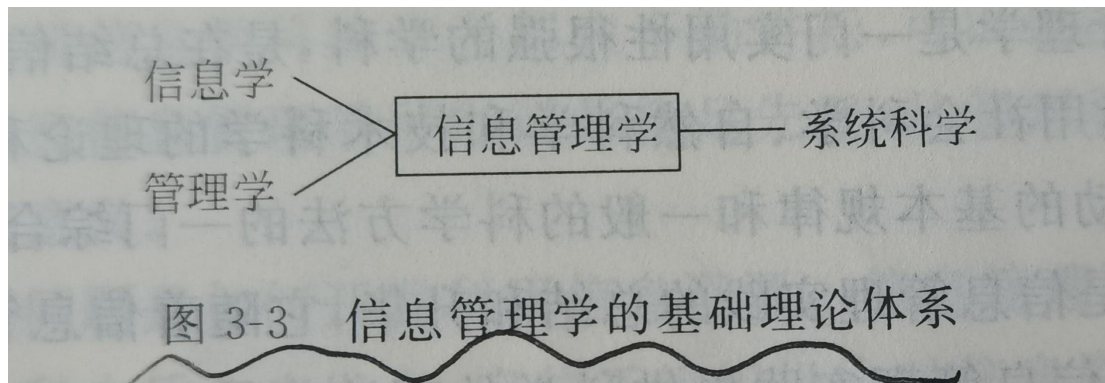 信息学
信息管理学
系统科学
管理学
图 3-3 信息管理学的基础理论体系